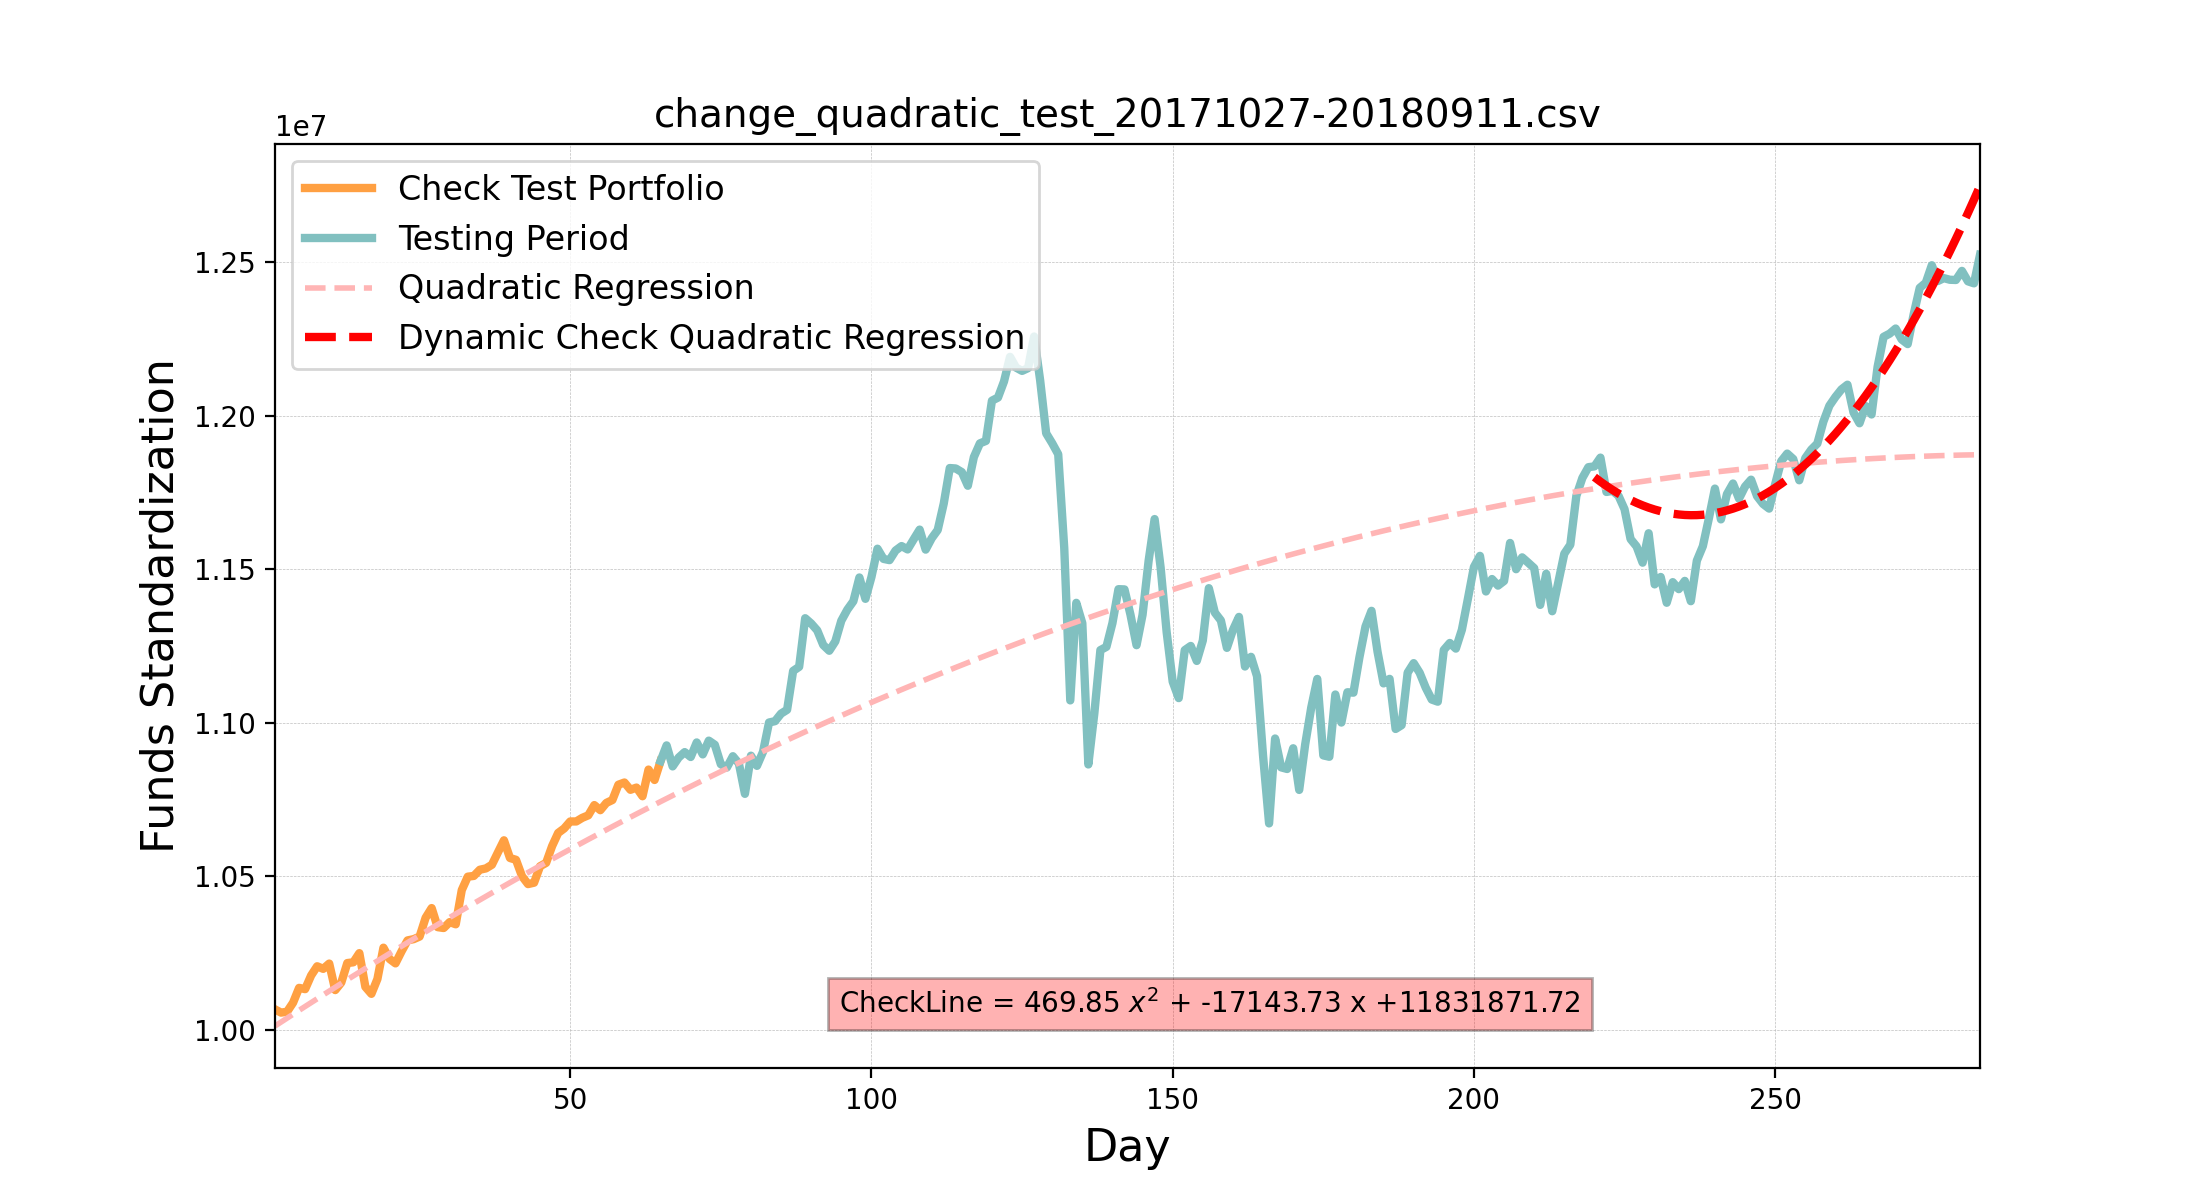 change_quadratic_test_20171027-20180911.csv
1e7
Check Test Portfolio
Testing Period
Quadratic Regression
Dynamic Check Quadratic Regression
1.25
1.20
1.15
1.10
1.05
1.00
Funds Standardization
CheckLine = 469.85 x² + -17143.73 x +11831871.72
50 100 150 200 250
Day